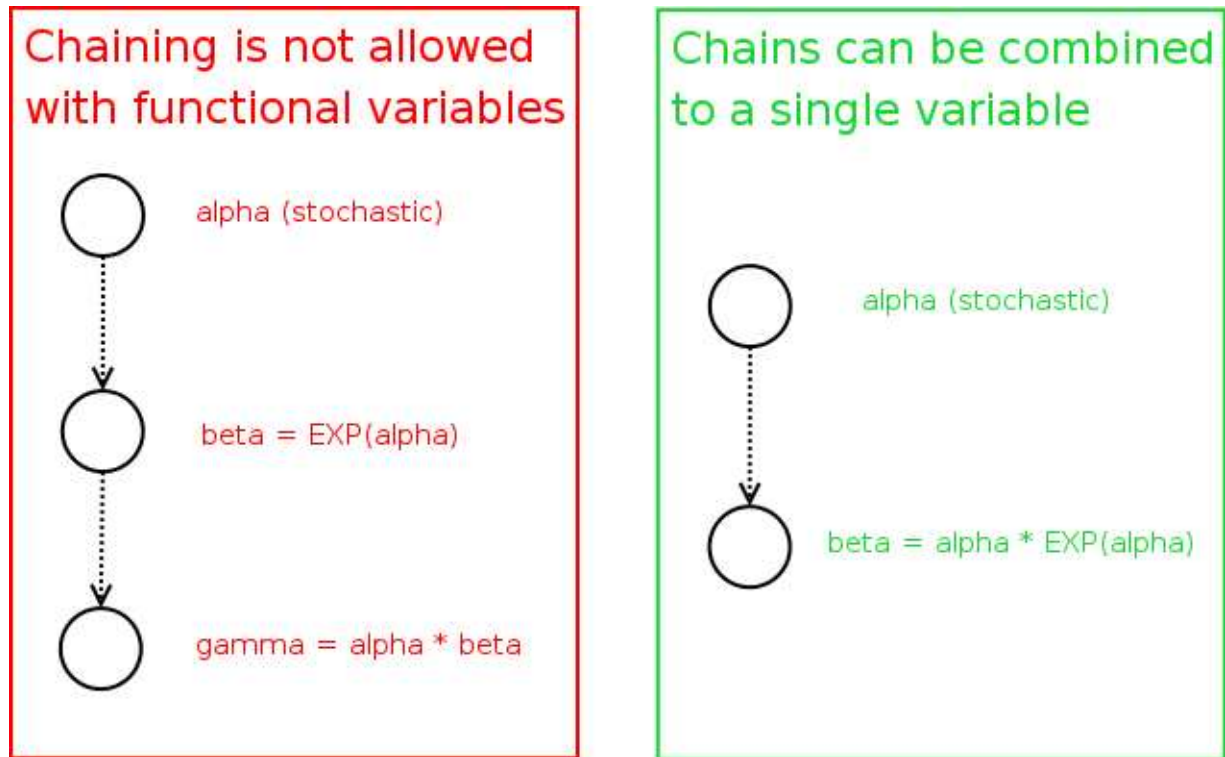 Chaining is not allowed
with functional variables
alpha (stochastic)
beta = EXP(alpha)
gamma = alpha * beta
Chains can be combined
to a single variable
alpha (stochastic)
beta = alpha * EXP(alpha)